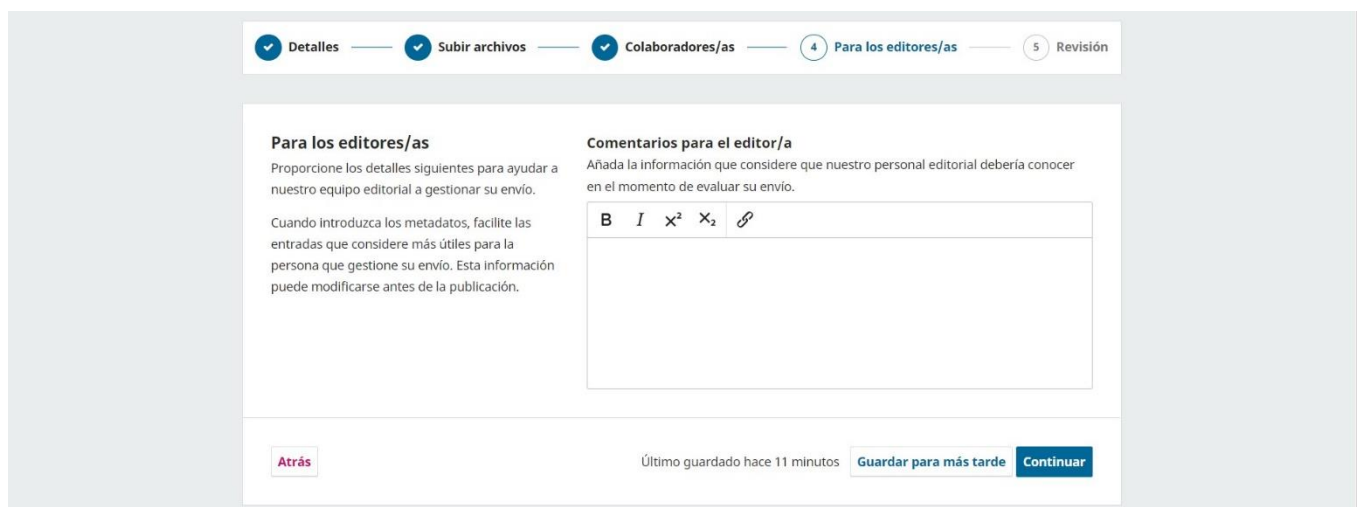 Detalles
Subir archivos
Colaboradores/as
4 Para los editores/as
5 Revisión
Para los editores/as
Proporcione los detalles siguientes para ayudar a
nuestro equipo editorial a gestionar su envío.
Cuando introduzca los metadatos, facilite las
entradas que considere más útiles para la
persona que gestione su envío. Esta información
puede modificarse antes de la publicación.
Comentarios para el editor/a
Añada la información que considere que nuestro personal editorial debería conocer
en el momento de evaluar su envío.
B I X² X₂
Atrás
Último guardado hace 11 minutos
Guardar para más tarde
Continuar